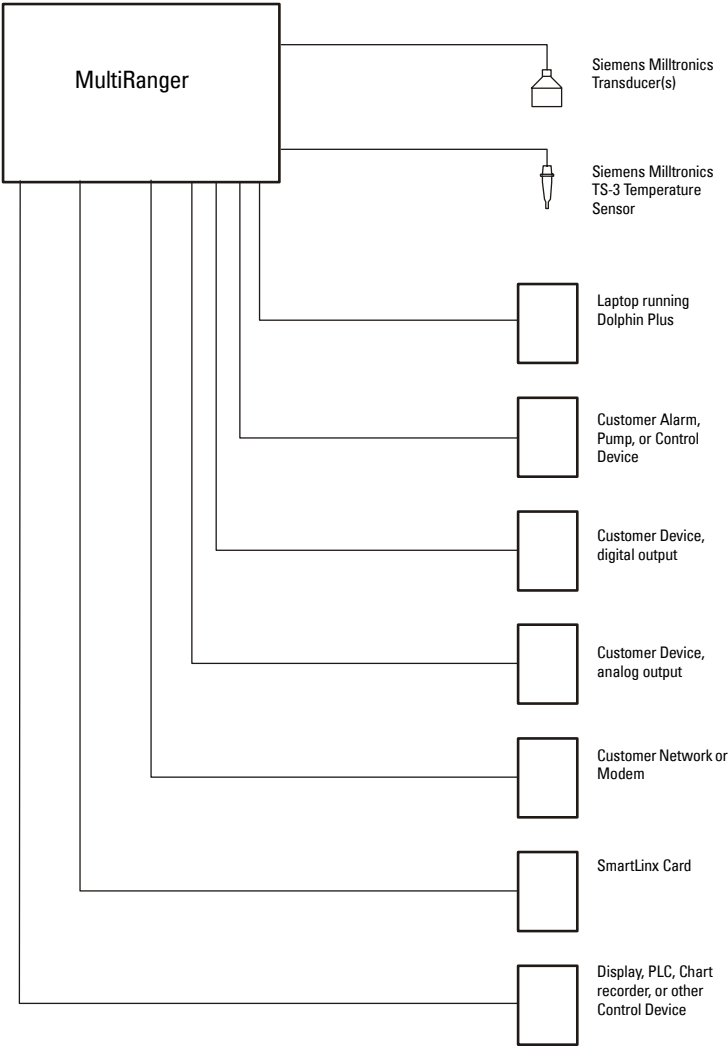 MultiRanger
Siemens Milltronics
Transducer(s)
Siemens Milltronics
TS-3 Temperature
Sensor
Laptop running
Dolphin Plus
Customer Alarm,
Pump, or Control
Device
Customer Device,
digital output
Customer Device,
analog output
Customer Network or
Modem
SmartLinx Card
Display, PLC, Chart
recorder, or other
Control Device